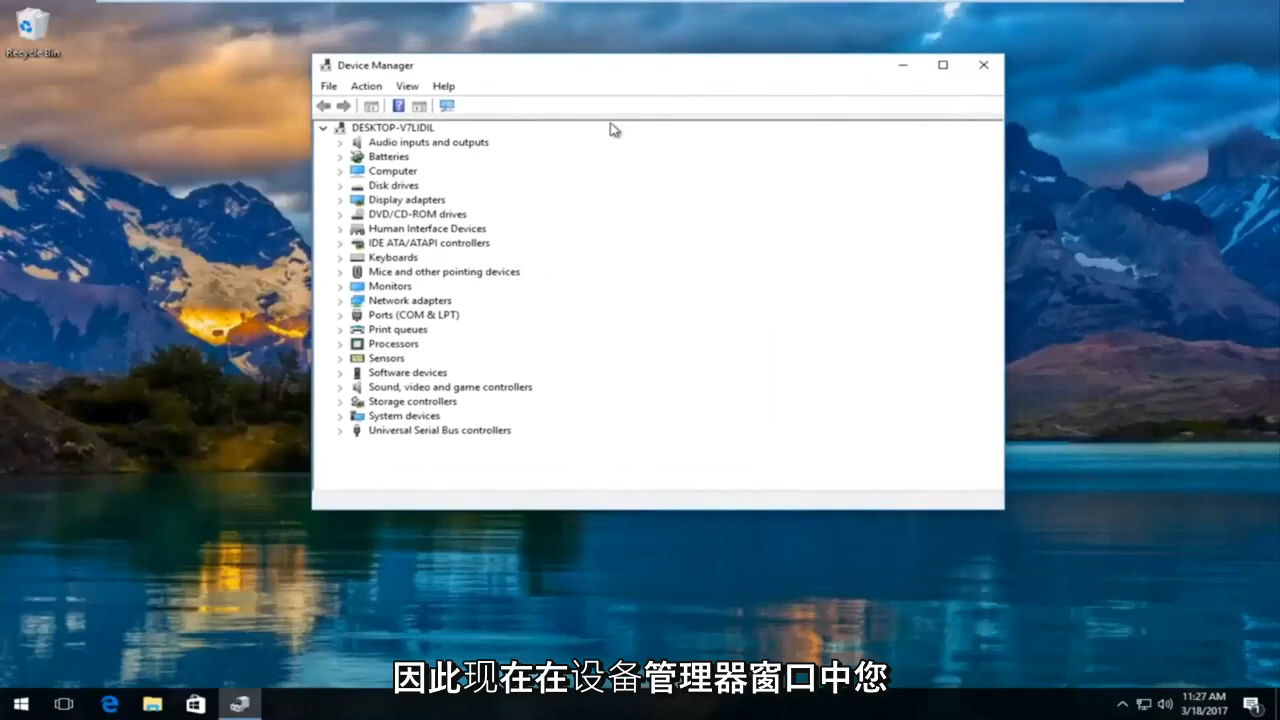 Recycle Bin
Device Manager
File Action View Help
DESKTOP-V7LIDIL
Audio inputs and outputs
Batteries
Computer
Disk drives
Display adapters
DVD/CD-ROM drives
Human Interface Devices
IDE ATA/ATAPI controllers
Keyboards
Mice and other pointing devices
Monitors
Network adapters
Ports (COM & LPT)
Print queues
Processors
Sensors
Software devices
Sound, video and game controllers
Storage controllers
System devices
Universal Serial Bus controllers
因此现在在设备管理器窗口中您
11:27 AM
3/18/2017
1